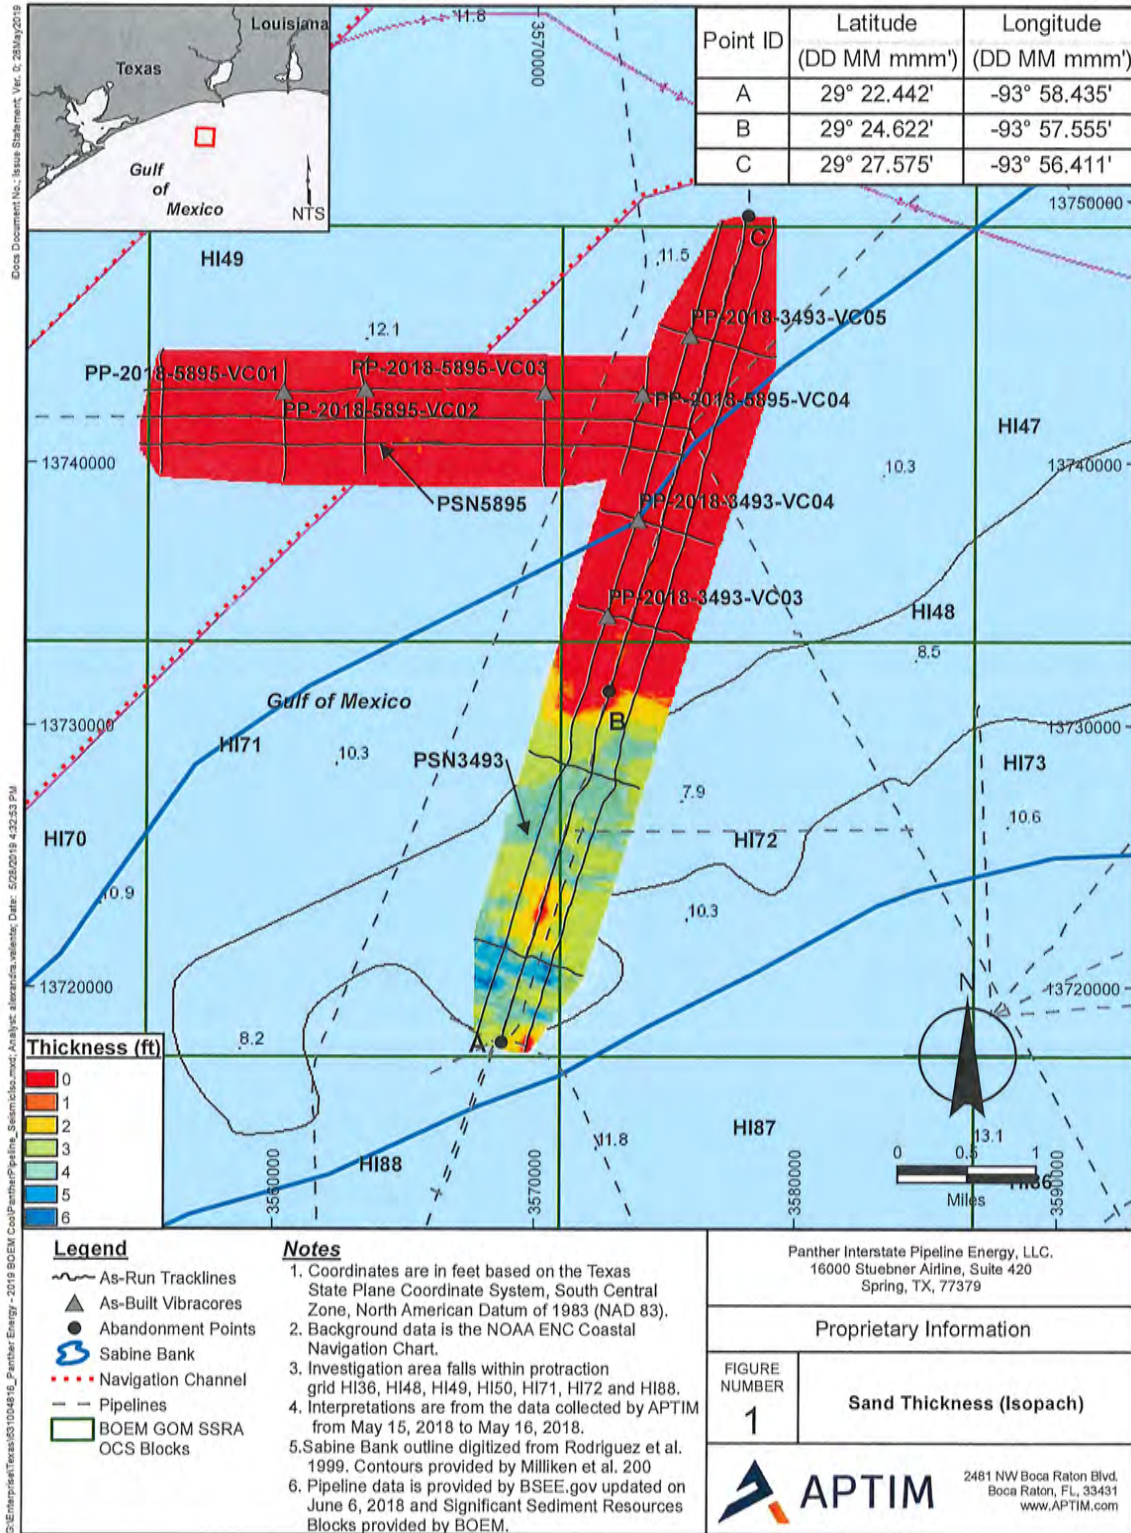 iDocs Document No.; Issue Statement; Ver. 0; 28May2019
Louisiana
Texas
Gulf
of
Mexico
NTS
Point ID
Latitude
(DD MM mmm')
Longitude
(DD MM mmm')
A 29° 22.442' -93° 58.435'
B 29° 24.622' -93° 57.555'
C 29° 27.575' -93° 56.411'
11.8
3570000
13750000
HI49
11.5
C
12.1
PP-2018-3493-VC05
PP-2018-5895-VC01
PP-2018-5895-VC03
PP-2018-5895-VC02
PP-2018-5895-VC04
HI47
13740000
10.3
13740000
PSN5895
PP-2018-3493-VC04
PP-2018-3493-VC03
HI48
8.5
Gulf of Mexico
B
13730000
13730000
HI71
10.3
PSN3493
HI73
7.9
10.6
HI70
HI72
10.9
10.3
13720000
13720000
N
8.2
A
Thickness (ft)
0
1
2
3
4
5
6
HI87
11.8
13.1
HI88
0 0.5 1
Miles
HI86
3560000
3570000
3580000
3590000
Legend
As-Run Tracklines
As-Built Vibracores
Abandonment Points
Sabine Bank
Navigation Channel
Pipelines
BOEM GOM SSRA
OCS Blocks
Notes
1. Coordinates are in feet based on the Texas
State Plane Coordinate System, South Central
Zone, North American Datum of 1983 (NAD 83).
2. Background data is the NOAA ENC Coastal
Navigation Chart.
3. Investigation area falls within protraction
grid HI36, HI48, HI49, HI50, HI71, HI72 and HI88.
4. Interpretations are from the data collected by APTIM
from May 15, 2018 to May 16, 2018.
5.Sabine Bank outline digitized from Rodriguez et al.
1999. Contours provided by Milliken et al. 200
6. Pipeline data is provided by BSEE.gov updated on
June 6, 2018 and Significant Sediment Resources
Blocks provided by BOEM.
Panther Interstate Pipeline Energy, LLC.
16000 Stuebner Airline, Suite 420
Spring, TX, 77379
Proprietary Information
FIGURE
NUMBER
1
Sand Thickness (Isopach)
APTIM
2481 NW Boca Raton Blvd.
Boca Raton, FL, 33431
www.APTIM.com